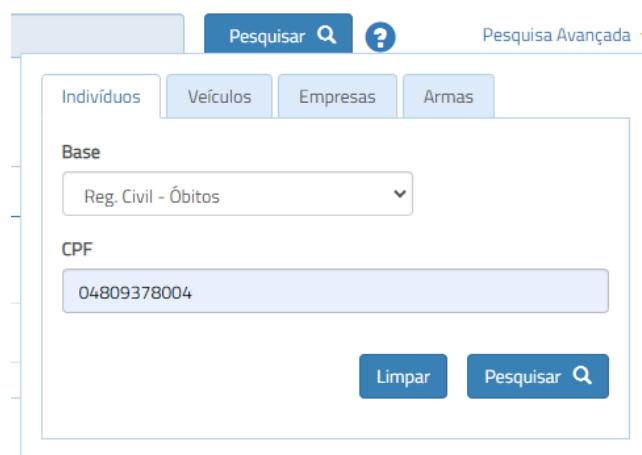 Pesquisar ? Pesquisa Avançada
Indivíduos Veículos Empresas Armas
Base
Reg. Civil - Óbitos
CPF
04809378004
Limpar Pesquisar